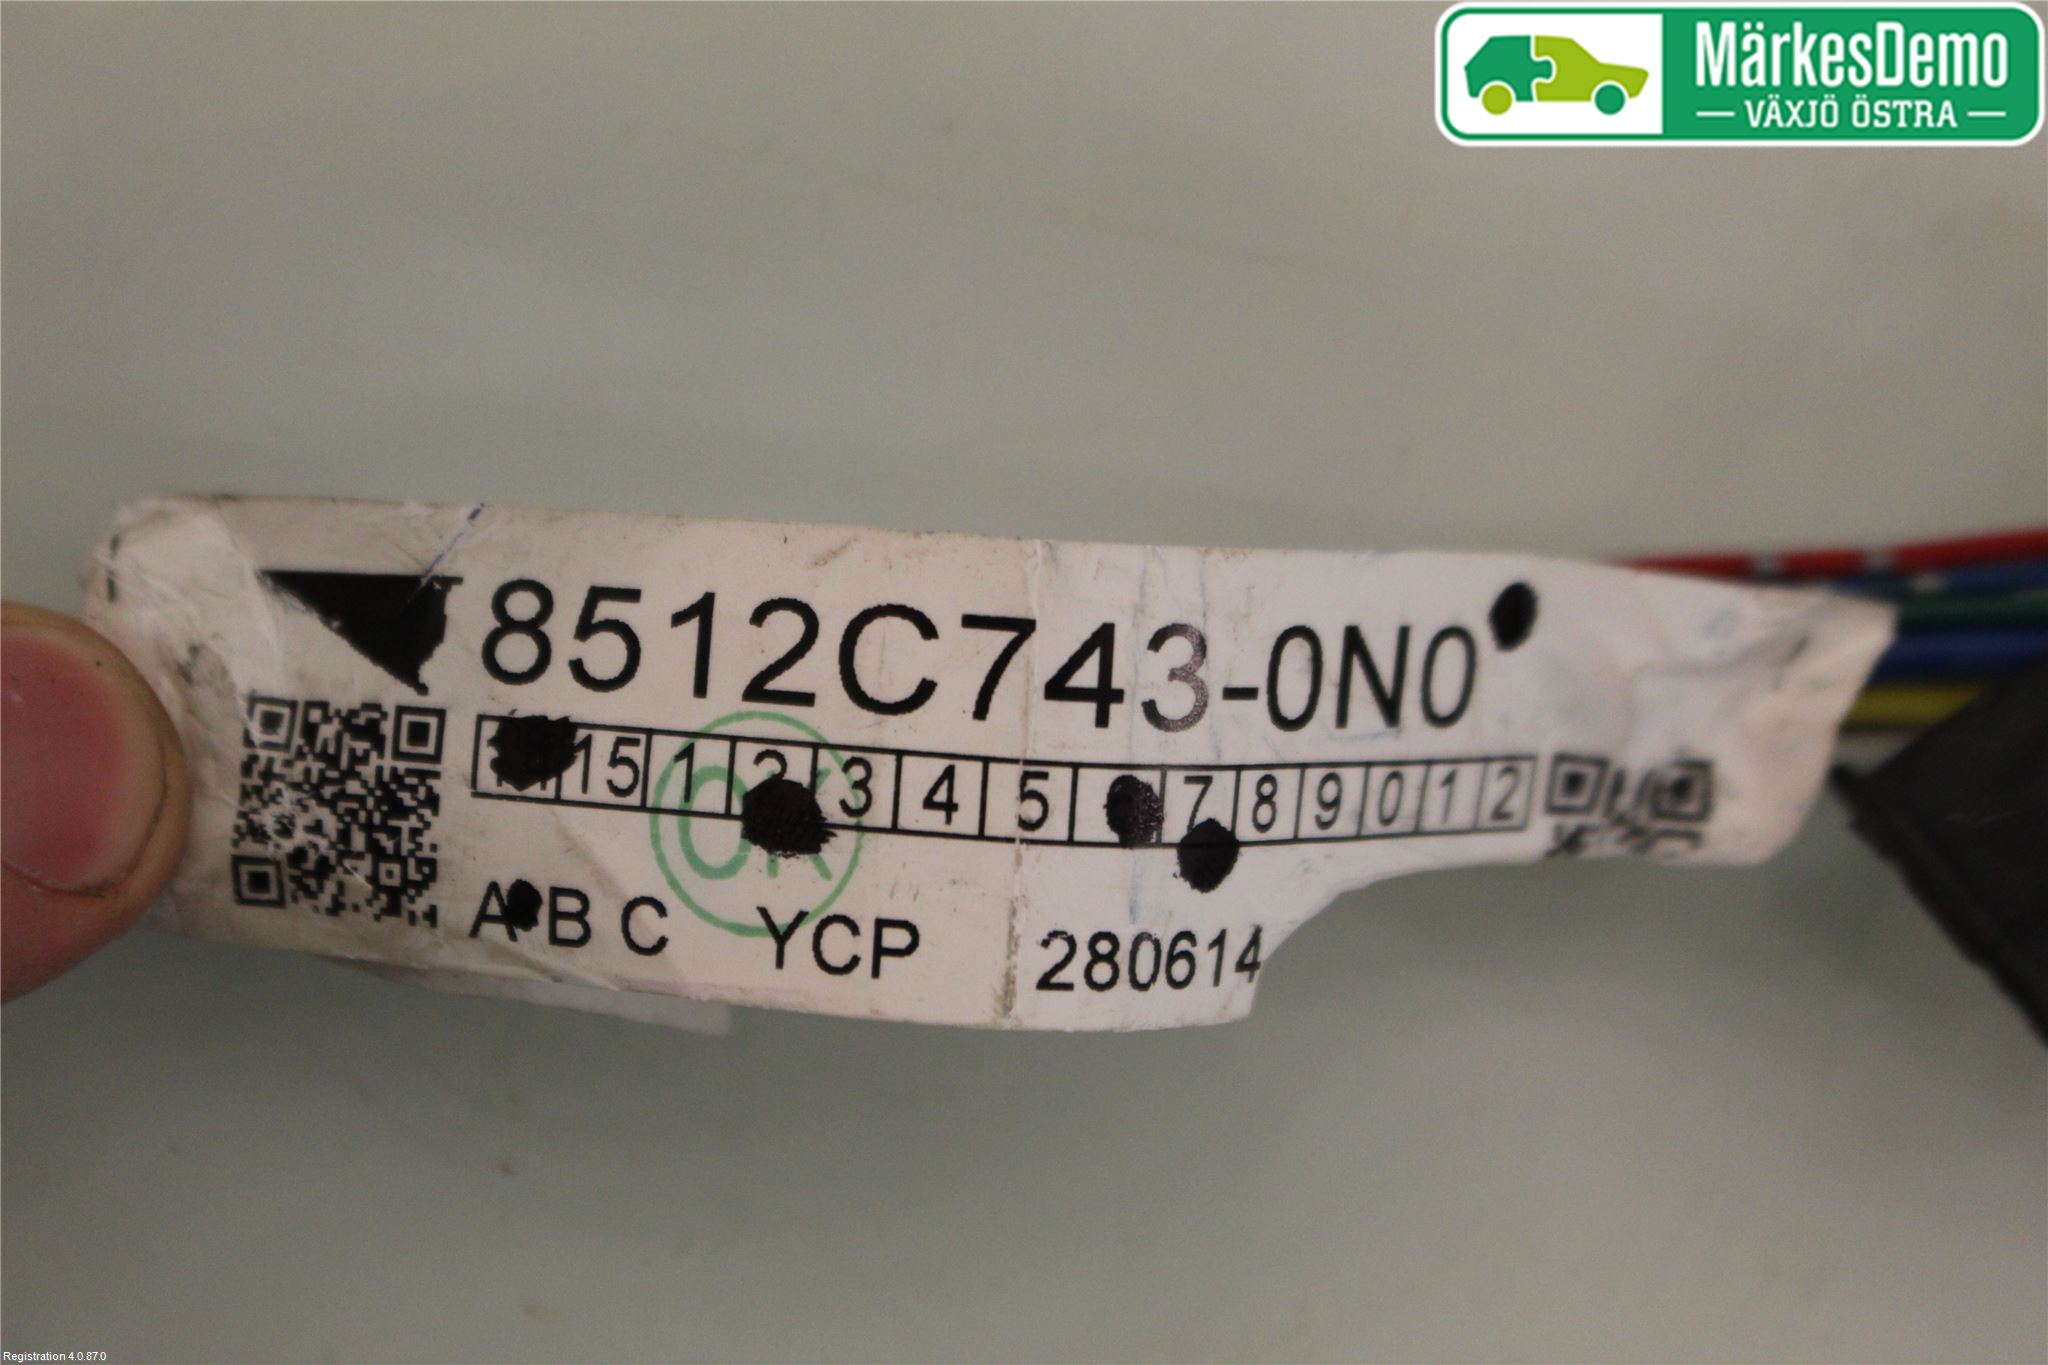 MärkesDemo
VÄXJÖ ÖSTRA
8512C743-0N0
15 1 2 3 4 5 7 8 9 0 1 2
OK
A B C YCP 280614
Registration 4.0.87.0